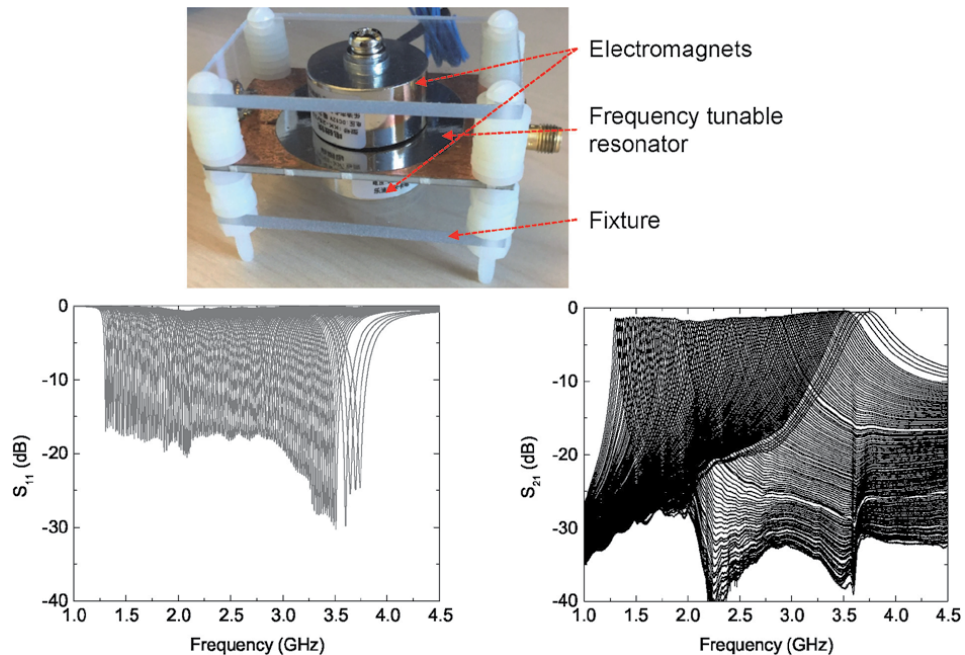 Electromagnets
Frequency tunable
resonator
Fixture
0
-10
-20
-30
-40
S11 (dB)
1.0 1.5 2.0 2.5 3.0 3.5 4.0 4.5
Frequency (GHz)
0
-10
-20
-30
-40
S21 (dB)
1.0 1.5 2.0 2.5 3.0 3.5 4.0 4.5
Frequency (GHz)